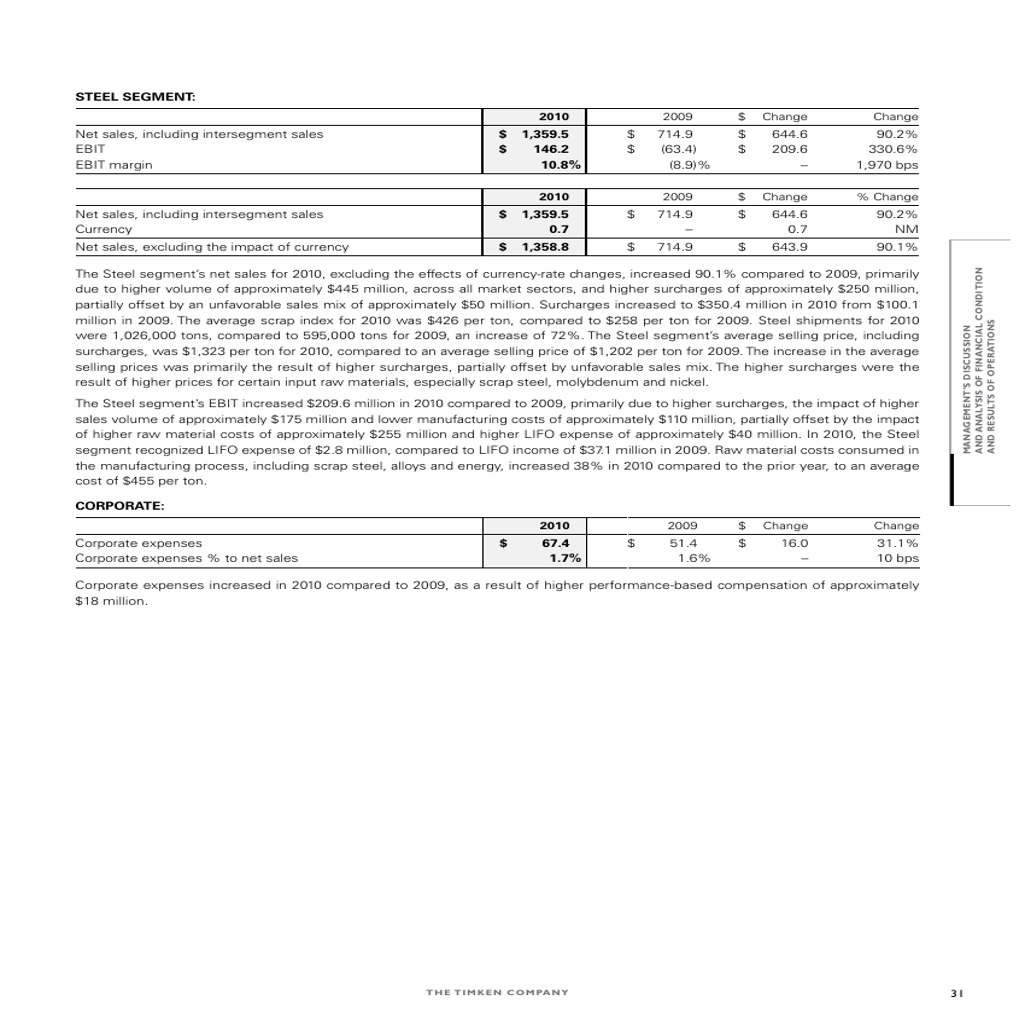 STEEL SEGMENT:
2010 2009 $ Change Change
Net sales, including intersegment sales $ 1,359.5 $ 714.9 $ 644.6 90.2%
EBIT $ 146.2 $ (63.4) $ 209.6 330.6%
EBIT margin 10.8% (8.9)% – 1,970 bps
2010 2009 $ Change % Change
Net sales, including intersegment sales $ 1,359.5 $ 714.9 $ 644.6 90.2%
Currency 0.7 – 0.7 NM
Net sales, excluding the impact of currency $ 1,358.8 $ 714.9 $ 643.9 90.1%
The Steel segment's net sales for 2010, excluding the effects of currency-rate changes, increased 90.1% compared to 2009, primarily
due to higher volume of approximately $445 million, across all market sectors, and higher surcharges of approximately $250 million,
partially offset by an unfavorable sales mix of approximately $50 million. Surcharges increased to $350.4 million in 2010 from $100.1
million in 2009. The average scrap index for 2010 was $426 per ton, compared to $258 per ton for 2009. Steel shipments for 2010
were 1,026,000 tons, compared to 595,000 tons for 2009, an increase of 72%. The Steel segment's average selling price, including
surcharges, was $1,323 per ton for 2010, compared to an average selling price of $1,202 per ton for 2009. The increase in the average
selling prices was primarily the result of higher surcharges, partially offset by unfavorable sales mix. The higher surcharges were the
result of higher prices for certain input raw materials, especially scrap steel, molybdenum and nickel.
The Steel segment's EBIT increased $209.6 million in 2010 compared to 2009, primarily due to higher surcharges, the impact of higher
sales volume of approximately $175 million and lower manufacturing costs of approximately $110 million, partially offset by the impact
of higher raw material costs of approximately $255 million and higher LIFO expense of approximately $40 million. In 2010, the Steel
segment recognized LIFO expense of $2.8 million, compared to LIFO income of $37.1 million in 2009. Raw material costs consumed in
the manufacturing process, including scrap steel, alloys and energy, increased 38% in 2010 compared to the prior year, to an average
cost of $455 per ton.
CORPORATE:
2010 2009 $ Change Change
Corporate expenses $ 67.4 $ 51.4 $ 16.0 31.1%
Corporate expenses % to net sales 1.7% 1.6% – 10 bps
Corporate expenses increased in 2010 compared to 2009, as a result of higher performance-based compensation of approximately
$18 million.
MANAGEMENT'S DISCUSSION
AND ANALYSIS OF FINANCIAL CONDITION
AND RESULTS OF OPERATIONS
THE TIMKEN COMPANY
31